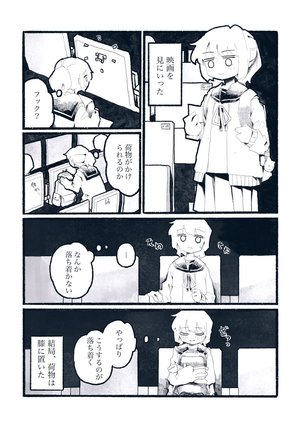 映画を
見にいった
フック？
荷物がかけ
られるのか
…
なんか
落ち着かない
やっぱり
こうするのが
落ち着く
結局、荷物は
膝に置いた